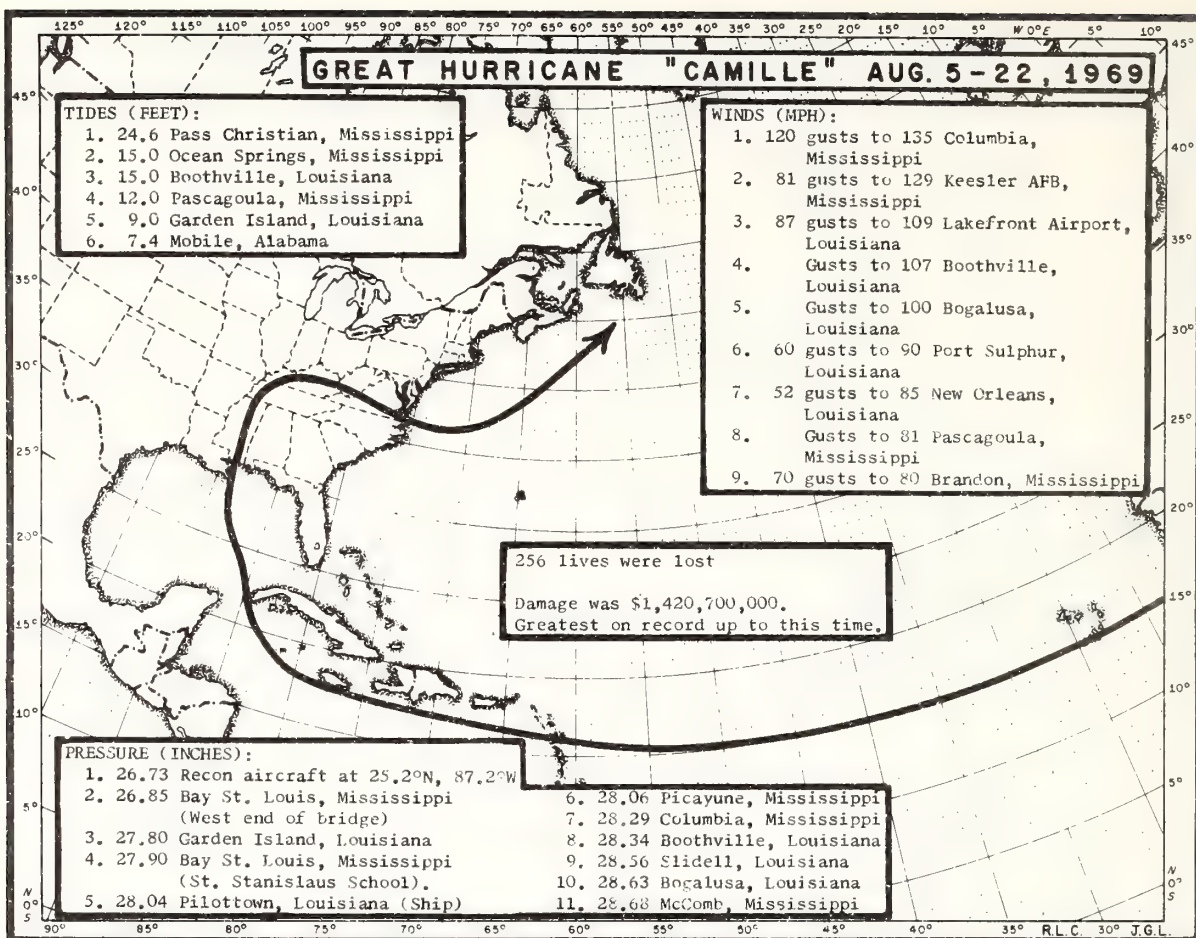 125° 120° 115° 110° 105° 100° 95° 90° 85° 80° 75° 70° 65° 60° 55° 50° 45° 40° 35° 30° 25° 20° 15° 10° 5° W 0° E 5° 10°
GREAT HURRICANE "CAMILLE" AUG. 5-22, 1969
TIDES (FEET):
1. 24.6 Pass Christian, Mississippi
2. 15.0 Ocean Springs, Mississippi
3. 15.0 Boothville, Louisiana
4. 12.0 Pascagoula, Mississippi
5. 9.0 Garden Island, Louisiana
6. 7.4 Mobile, Alabama
WINDS (MPH):
1. 120 gusts to 135 Columbia,
Mississippi
2. 81 gusts to 129 Keesler AFB,
Mississippi
3. 87 gusts to 109 Lakefront Airport,
Louisiana
4. Gusts to 107 Boothville,
Louisiana
5. Gusts to 100 Bogalusa,
Louisiana
6. 60 gusts to 90 Port Sulphur,
Louisiana
7. 52 gusts to 85 New Orleans,
Louisiana
8. Gusts to 81 Pascagoula,
Mississippi
9. 70 gusts to 80 Brandon, Mississippi
45°
40°
35°
30°
25°
20°
15°
10°
5°
N
0°
S
45°
40°
35°
30°
25°
20°
15°
10°
5°
N
0°
S
256 lives were lost
Damage was $1,420,700,000.
Greatest on record up to this time.
PRESSURE (INCHES):
1. 26.73 Recon aircraft at 25.2°N, 87.2°W
2. 26.85 Bay St. Louis, Mississippi
(West end of bridge)
3. 27.80 Garden Island, Louisiana
4. 27.90 Bay St. Louis, Mississippi
(St. Stanislaus School).
5. 28.04 Pilottown, Louisiana (Ship)
6. 28.06 Picayune, Mississippi
7. 28.29 Columbia, Mississippi
8. 28.34 Boothville, Louisiana
9. 28.56 Slidell, Louisiana
10. 28.63 Bogalusa, Louisiana
11. 28.68 McComb, Mississippi
90° 85° 80° 75° 70° 65° 60° 55° 50° 45° 40° 35° R.L.C. 30° J.G.L.